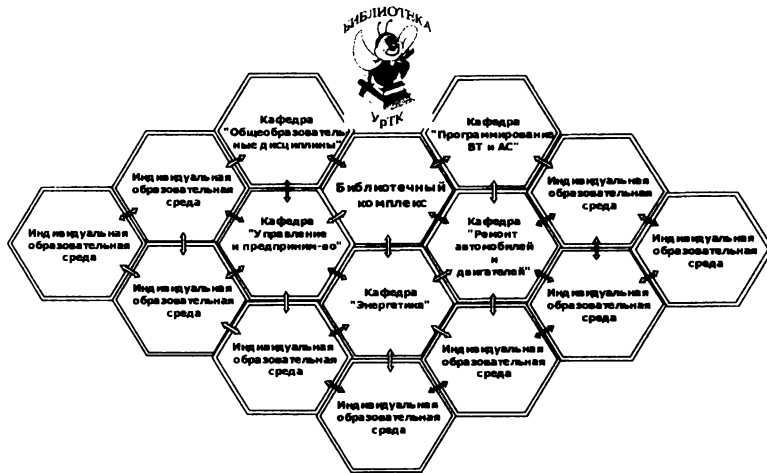 БИБЛИОТЕКА
УрТК
Кафедра
"Общеобразователь
ные дисциплины"
Кафедра
"Программирование
ВТ и АС"
Индивидуальная
образовательная
среда
Библиотечный
комплекс
Индивидуальная
образовательная
среда
Индивидуальная
образовательная
среда
Кафедра
"Управление
и предприним-во"
Кафедра
"Ремонт
автомобилей
и
двигателей"
Индивидуальная
образовательная
среда
Индивидуальная
образовательная
среда
Кафедра
"Энергетика"
Индивидуальная
образовательная
среда
Индивидуальная
образовательная
среда
Индивидуальная
образовательная
среда
Индивидуальная
образовательная
среда